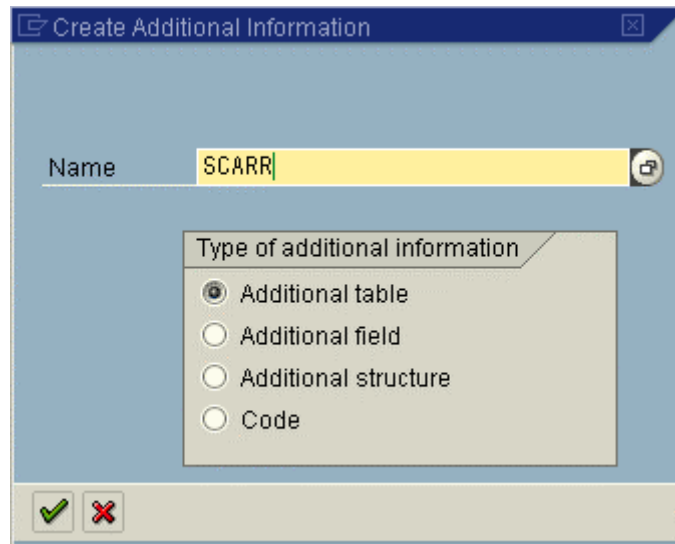 Create Additional Information
Name SCARR
Type of additional information
Additional table
Additional field
Additional structure
Code